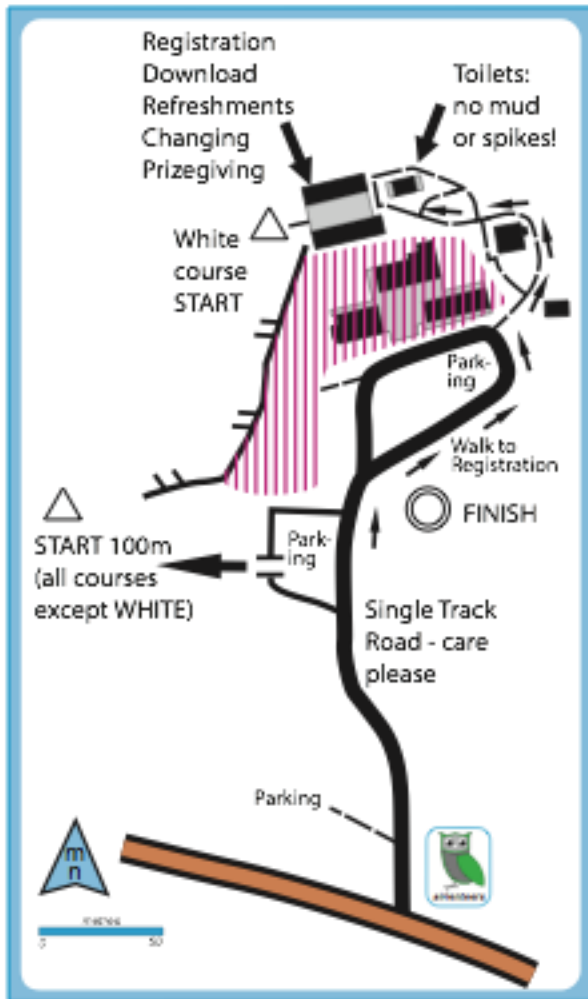 Registration
Download
Refreshments
Changing
Prizegiving
Toilets:
no mud
or spikes!
White
course
START
Park-
ing
Walk to
Registration
FINISH
START 100m
(all courses
except WHITE)
Park-
ing
Single Track
Road - care
please
Parking
m
n
metres
0 50